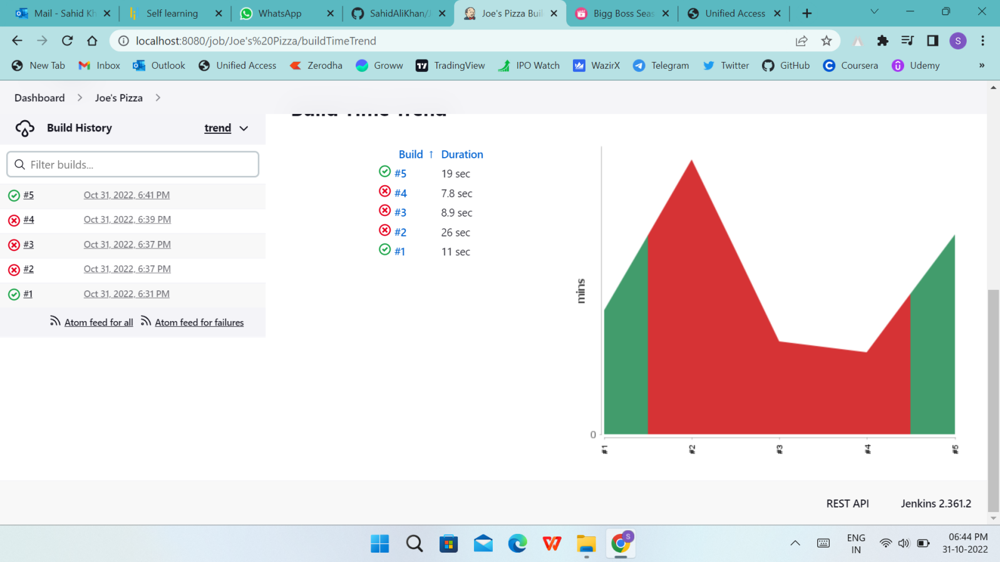 Mail - Sahid Kh
Self learning
WhatsApp
SahidAliKhan/J
Joe's Pizza Buil
Bigg Boss Seas
Unified Access
localhost:8080/job/Joe's%20Pizza/buildTimeTrend
S
New Tab
Inbox
Outlook
Unified Access
Zerodha
Groww
TradingView
IPO Watch
WazirX
Telegram
Twitter
GitHub
Coursera
Udemy
»
Dashboard
Joe's Pizza
Build Time Trend
Build History
trend
Filter builds...
#5 Oct 31, 2022, 6:41 PM
#4 Oct 31, 2022, 6:39 PM
#3 Oct 31, 2022, 6:37 PM
#2 Oct 31, 2022, 6:37 PM
#1 Oct 31, 2022, 6:31 PM
Atom feed for all Atom feed for failures
Build ↑ Duration
#5 19 sec
#4 7.8 sec
#3 8.9 sec
#2 26 sec
#1 11 sec
mins
0
#1 #2 #3 #4 #5
REST API Jenkins 2.361.2
S
ENG
IN
06:44 PM
31-10-2022